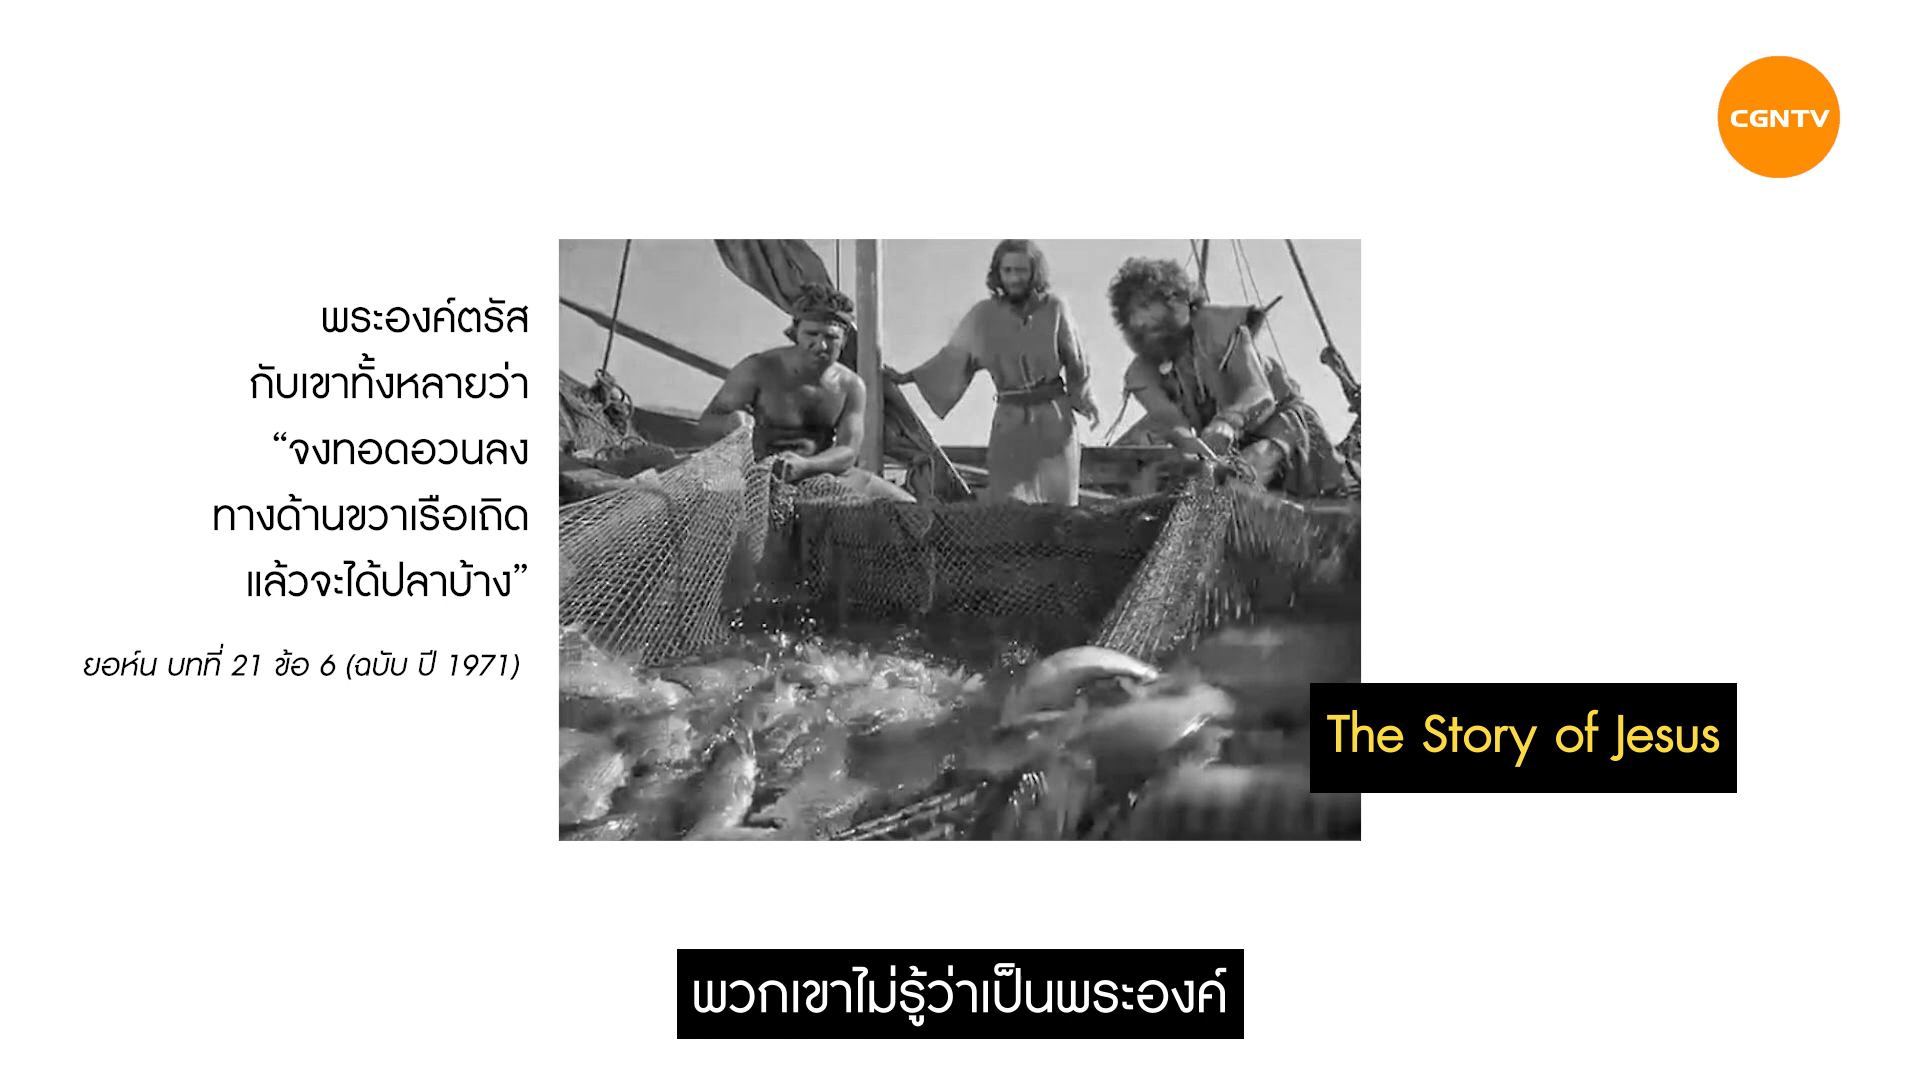 CGNTV
พระองค์ตรัส
กับเขาทั้งหลายว่า
“จงทอดอวนลง
ทางด้านขวาเรือเถิด
แล้วจะได้ปลาบ้าง”
ยอห์น บทที่ 21 ข้อ 6 (ฉบับ ปี 1971)
The Story of Jesus
พวกเขาไม่รู้ว่าเป็นพระองค์